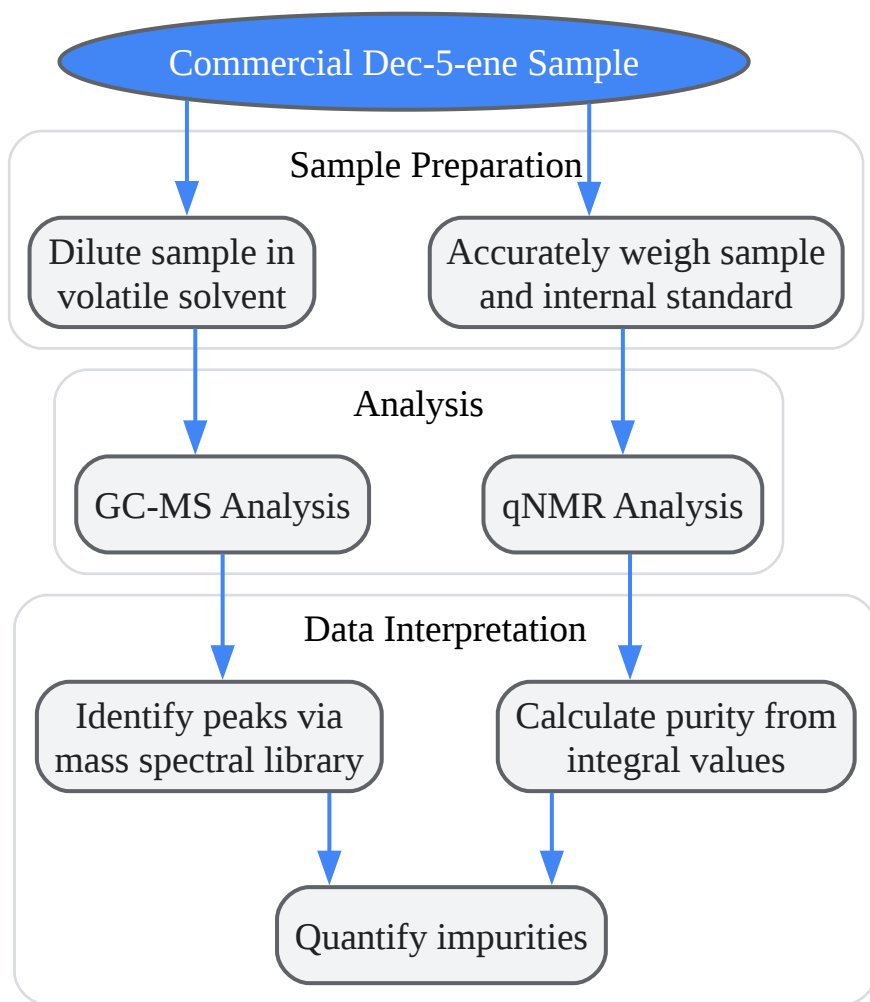 Commercial Dec-5-ene Sample
Sample Preparation
Dilute sample in
volatile solvent
Accurately weigh sample
and internal standard
Analysis
GC-MS Analysis
qNMR Analysis
Data Interpretation
Identify peaks via
mass spectral library
Calculate purity from
integral values
Quantify impurities